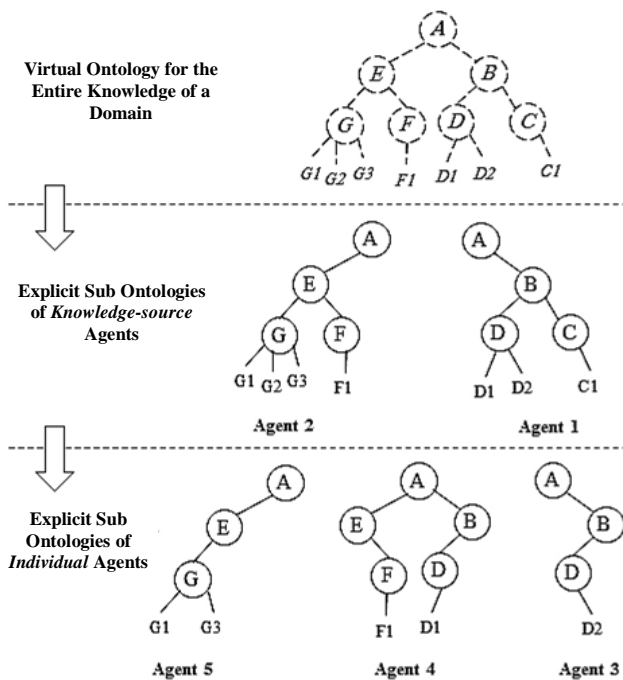 Virtual Ontology for the
Entire Knowledge of a
Domain
A
E B
G F D C
G1 G2 G3 F1 D1 D2 C1
Explicit Sub Ontologies
of Knowledge-source
Agents
A A
E B
G F D C
G1 G2 G3 F1 D1 D2 C1
Agent 2 Agent 1
Explicit Sub
Ontologies of
Individual Agents
A A A
E E B B
G F D D
G1 G3 F1 D1 D2
Agent 5 Agent 4 Agent 3